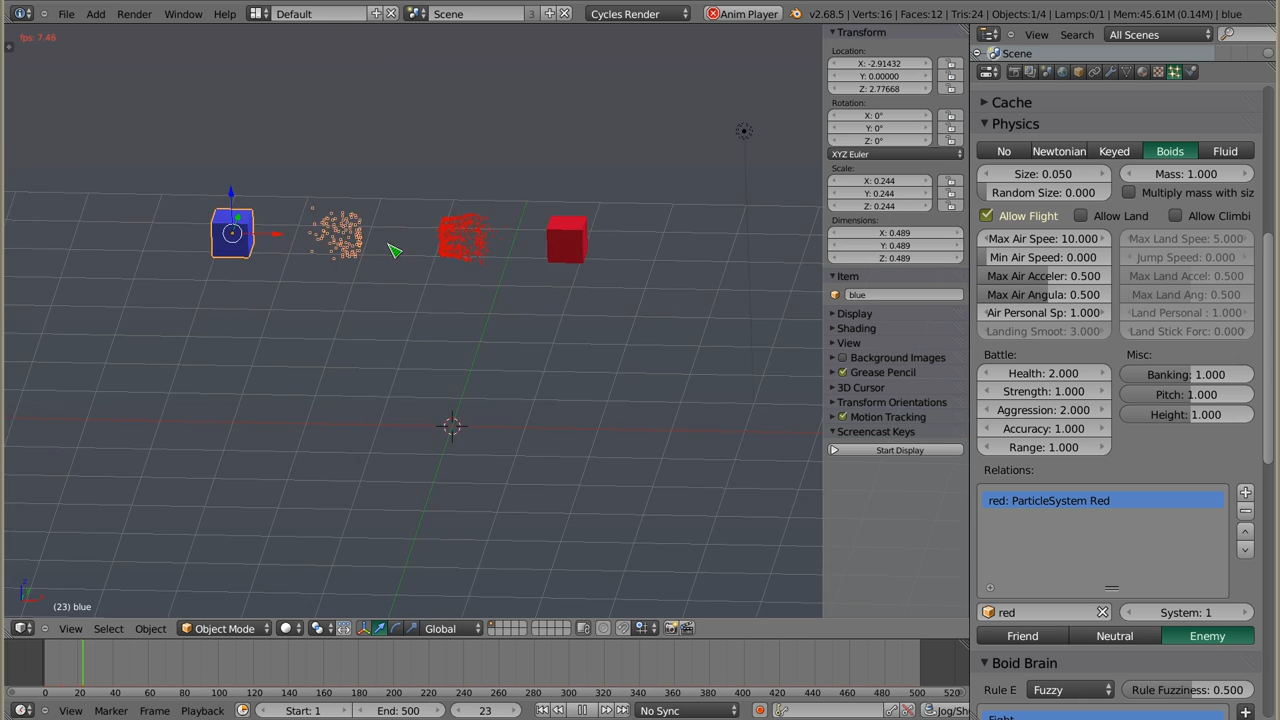 File Add Render Window Help Default Scene 3 Cycles Render Anim Player v2.68.5 | Verts:16 | Faces:12 | Tris:24 | Objects:1/4 | Lamps:0/1 | Mem:45.61M (0.14M) | blue
fps: 7.46
Transform
Location:
X: -2.91432
Y: 0.00000
Z: 2.77668
Rotation:
X: 0°
Y: 0°
Z: 0°
XYZ Euler
Scale:
X: 0.244
Y: 0.244
Z: 0.244
Dimensions:
X: 0.489
Y: 0.489
Z: 0.489
Item
blue
Display
Shading
View
Background Images
Grease Pencil
3D Cursor
Transform Orientations
Motion Tracking
Screencast Keys
Start Display
View Search All Scenes
Scene
Cache
Physics
No Newtonian Keyed Boids Fluid
Size: 0.050 Mass: 1.000
Random Size: 0.000 Multiply mass with siz
Allow Flight Allow Land Allow Climbi
Max Air Spee: 10.000 Max Land Spee: 5.000
Min Air Speed: 0.000 Jump Speed: 0.000
Max Air Acceler: 0.500 Max Land Accel: 0.500
Max Air Angula: 0.500 Max Land Ang: 0.500
Air Personal Sp: 1.000 Land Personal : 1.000
Landing Smoot: 3.000 Land Stick Forc: 0.000
Battle: Misc:
Health: 2.000 Banking: 1.000
Strength: 1.000 Pitch: 1.000
Aggression: 2.000 Height: 1.000
Accuracy: 1.000
Range: 1.000
Relations:
red: ParticleSystem Red
red System: 1
Friend Neutral Enemy
Boid Brain
Rule E Fuzzy Rule Fuzziness: 0.500
Fight
(23) blue
View Select Object Object Mode Global
0 20 40 60 80 100 120 140 160 180 200 220 240 260 280 300 320 340 360 380 400 420 440 460 480 500 520
View Marker Frame Playback Start: 1 End: 500 23 No Sync Jog/Sh